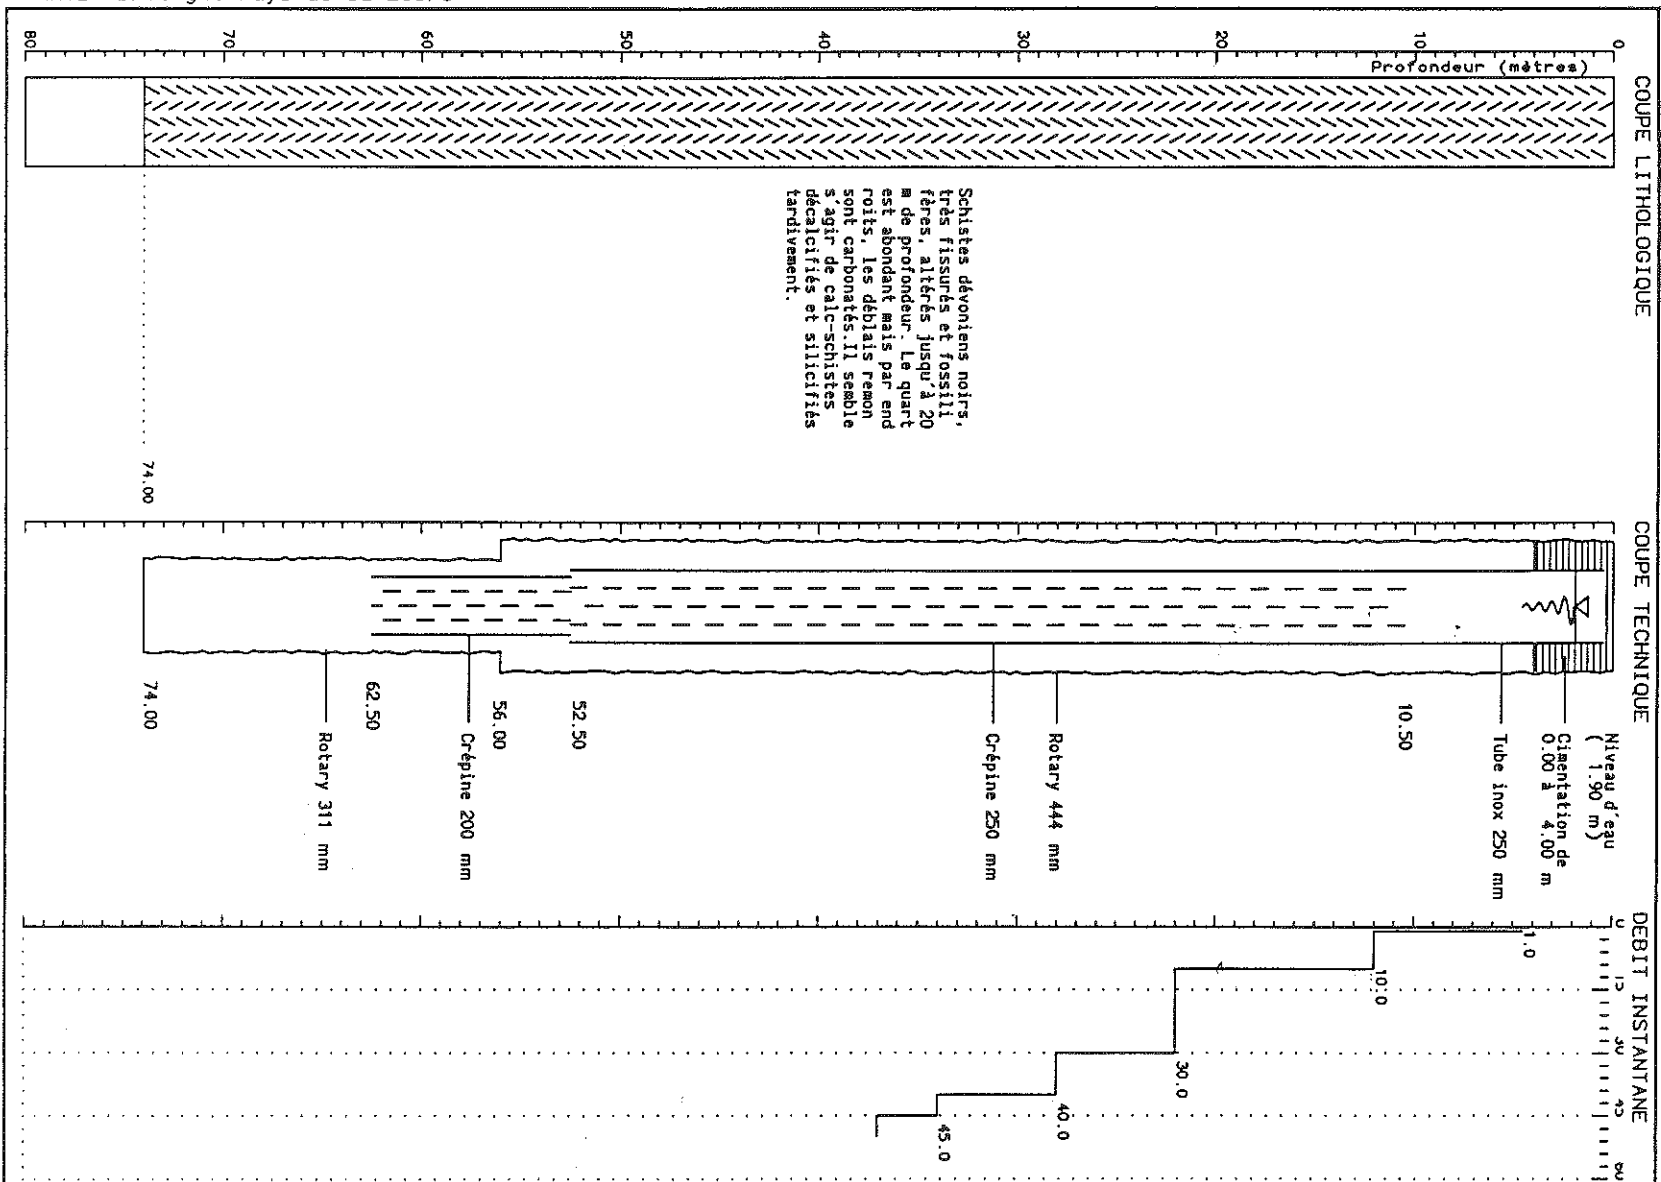 COUPE LITHOLOGIQUE
Profondeur (mètres)
0
10
20
30
40
50
60
70
80
Schistes dévoniens noirs,
très fissurés et fossili
fères, altérés jusqu'à 20
m de profondeur. Le quart
est abondant mais par end
roits, les déblais remon
sont carbonatés.Il semble
s'agir de calc-schistes
décalcifiés et silicifiés
tardivement.
74.00
COUPE TECHNIQUE
Niveau d'eau
( 1.90 m)
Cimentation de
0.00 à 4.00 m
Tube inox 250 mm
10.50
Crépine 250 mm
Rotary 444 mm
52.50
56.00
Crépine 200 mm
62.50
Rotary 311 mm
74.00
DEBIT INSTANTANE
0 15 30 45 60
1.0
10.0
30.0
40.0
45.0